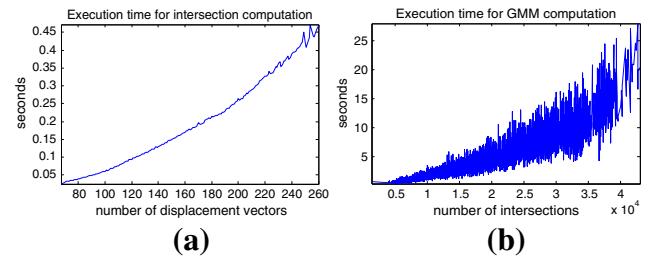 Execution time for intersection computation
0.45
0.4
0.35
0.3
0.25
0.2
0.15
0.1
0.05
seconds
80 100 120 140 160 180 200 220 240 260
number of displacement vectors
(a)
Execution time for GMM computation
25
20
15
10
5
seconds
0.5 1 1.5 2 2.5 3 3.5 4
number of intersections
x 10^4
(b)